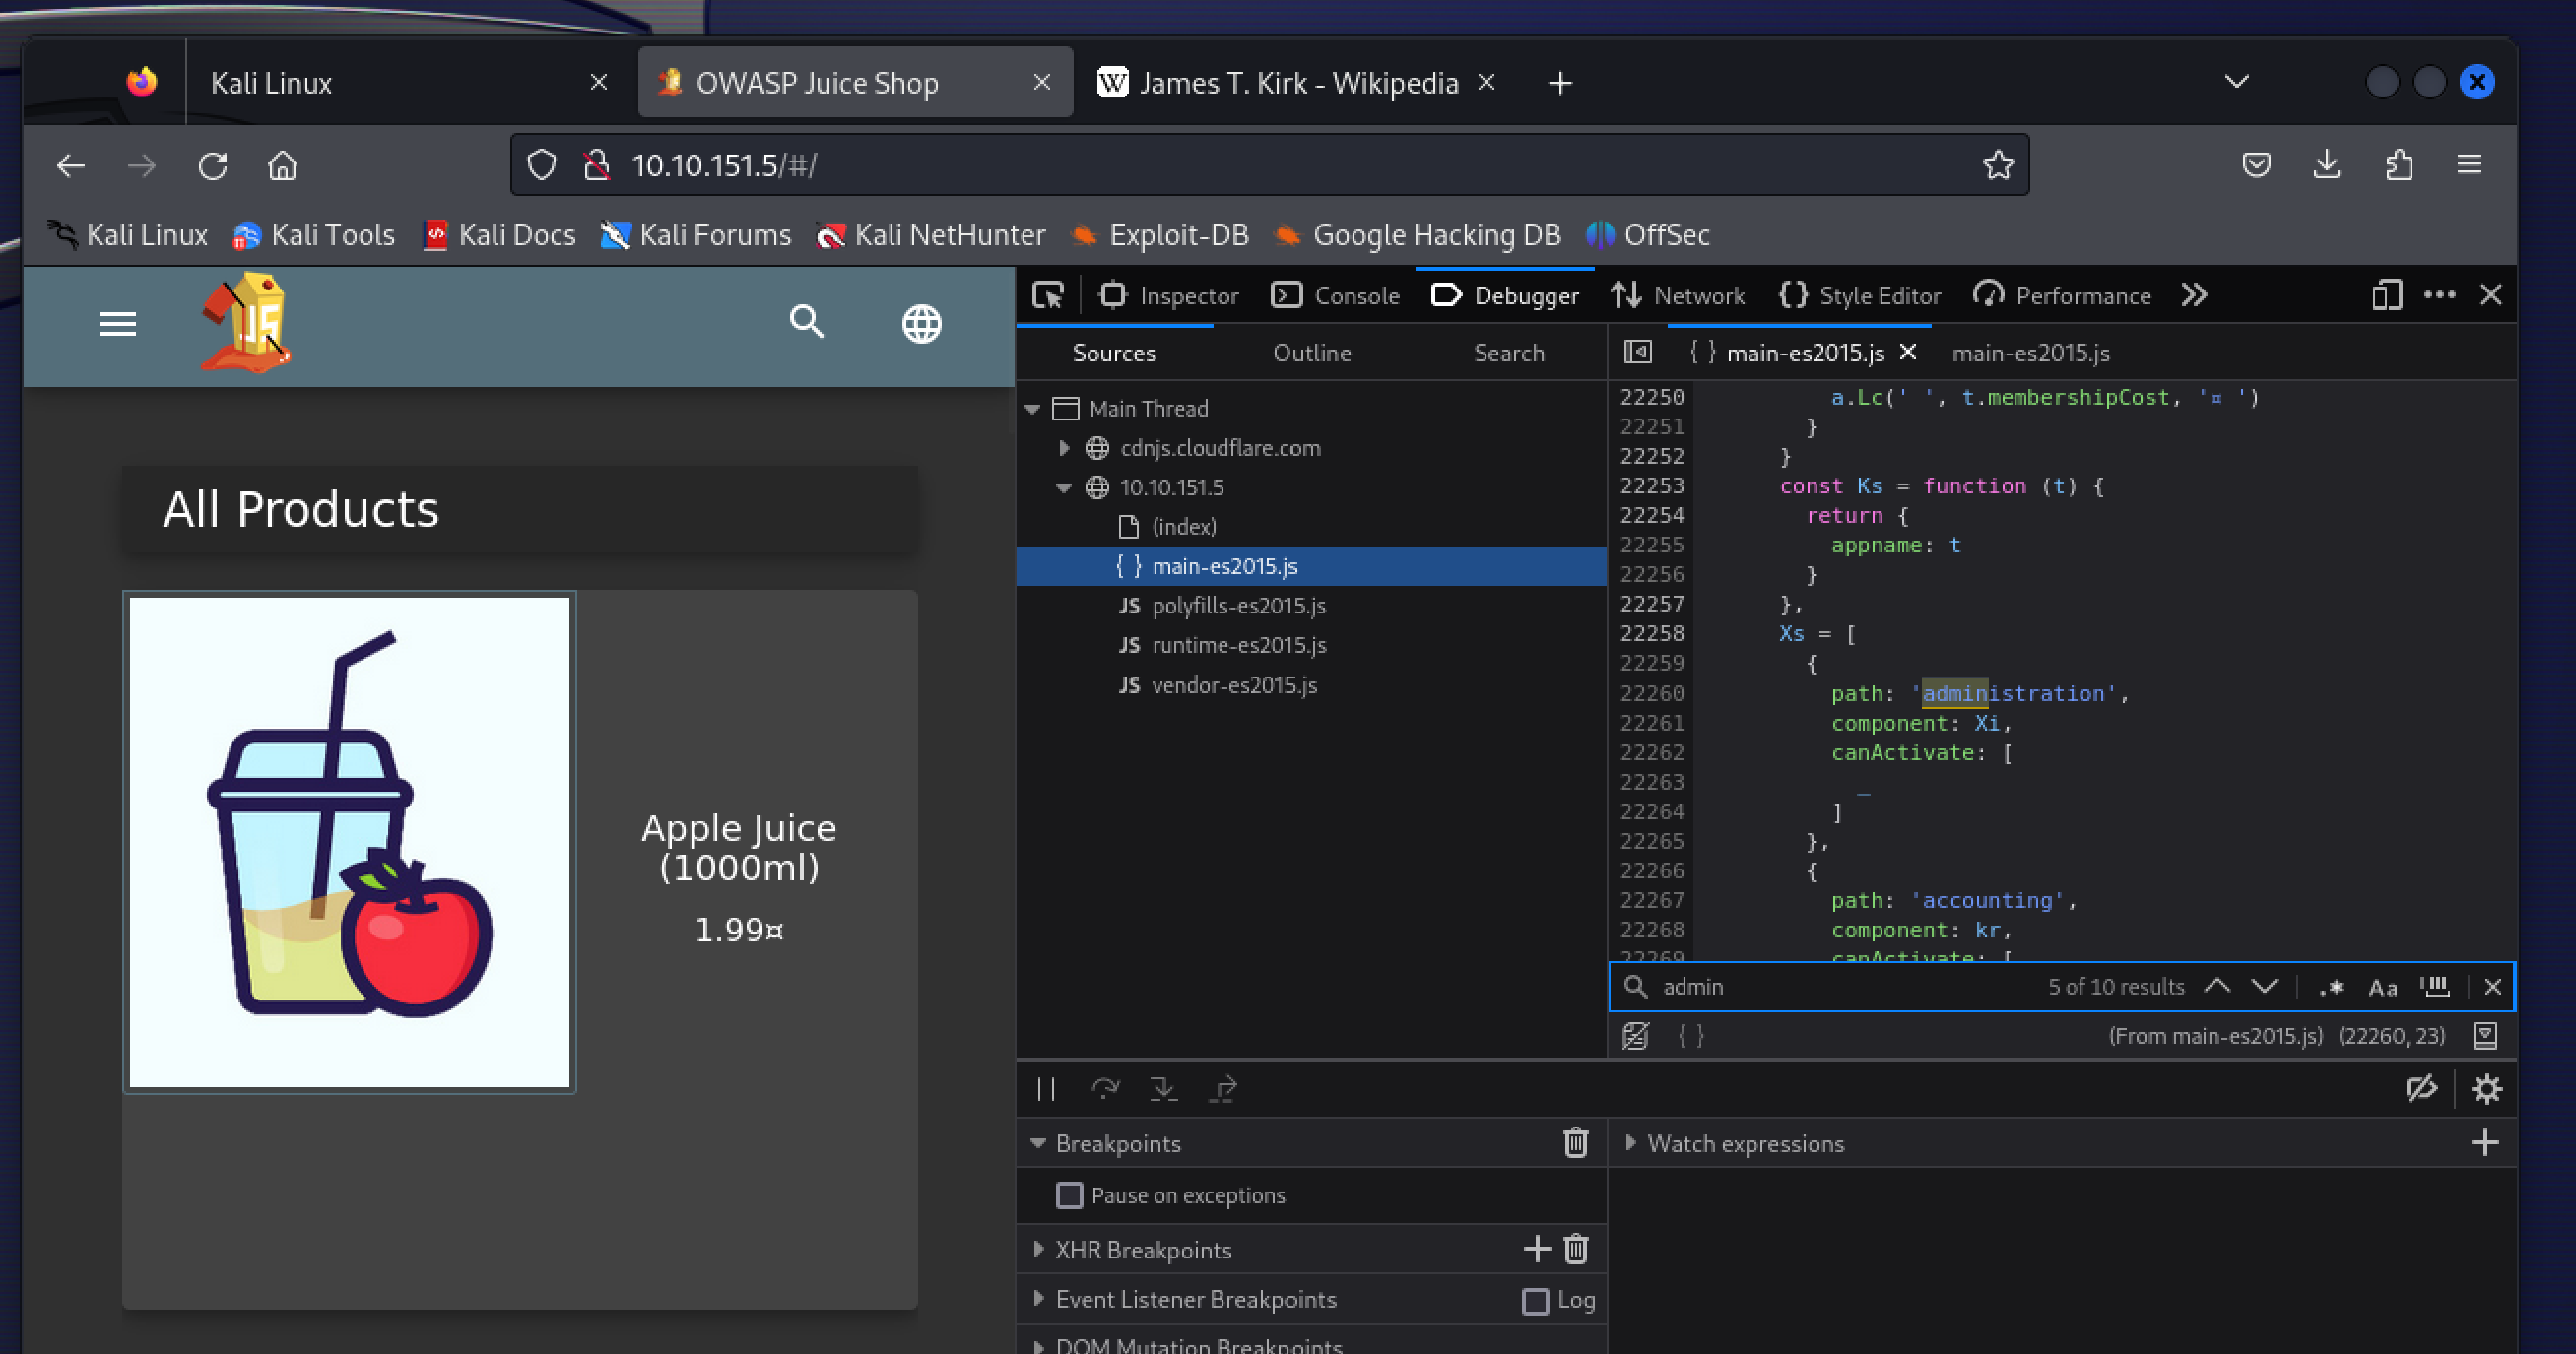 Kali Linux
OWASP Juice Shop
James T. Kirk - Wikipedia
10.10.151.5/#/
Kali Linux Kali Tools Kali Docs Kali Forums Kali NetHunter Exploit-DB Google Hacking DB OffSec
JS
All Products
Apple Juice
(1000ml)
1.99¤
Inspector Console Debugger Network Style Editor Performance
Sources Outline Search
Main Thread
cdnjs.cloudflare.com
10.10.151.5
(index)
{ } main-es2015.js
JS polyfills-es2015.js
JS runtime-es2015.js
JS vendor-es2015.js
{ } main-es2015.js main-es2015.js
22250 a.Lc(' ', t.membershipCost, '¤ ')
22251 }
22252 }
22253 const Ks = function (t) {
22254 return {
22255 appname: t
22256 }
22257 },
22258 Xs = [
22259 {
22260 path: 'administration',
22261 component: Xi,
22262 canActivate: [
22263 _
22264 ]
22265 },
22266 {
22267 path: 'accounting',
22268 component: kr,
22269 canActivate: [
admin 5 of 10 results .* Aa
{ } (From main-es2015.js) (22260, 23)
Breakpoints
Pause on exceptions
XHR Breakpoints
Event Listener Breakpoints Log
DOM Mutation Breakpoints
Watch expressions